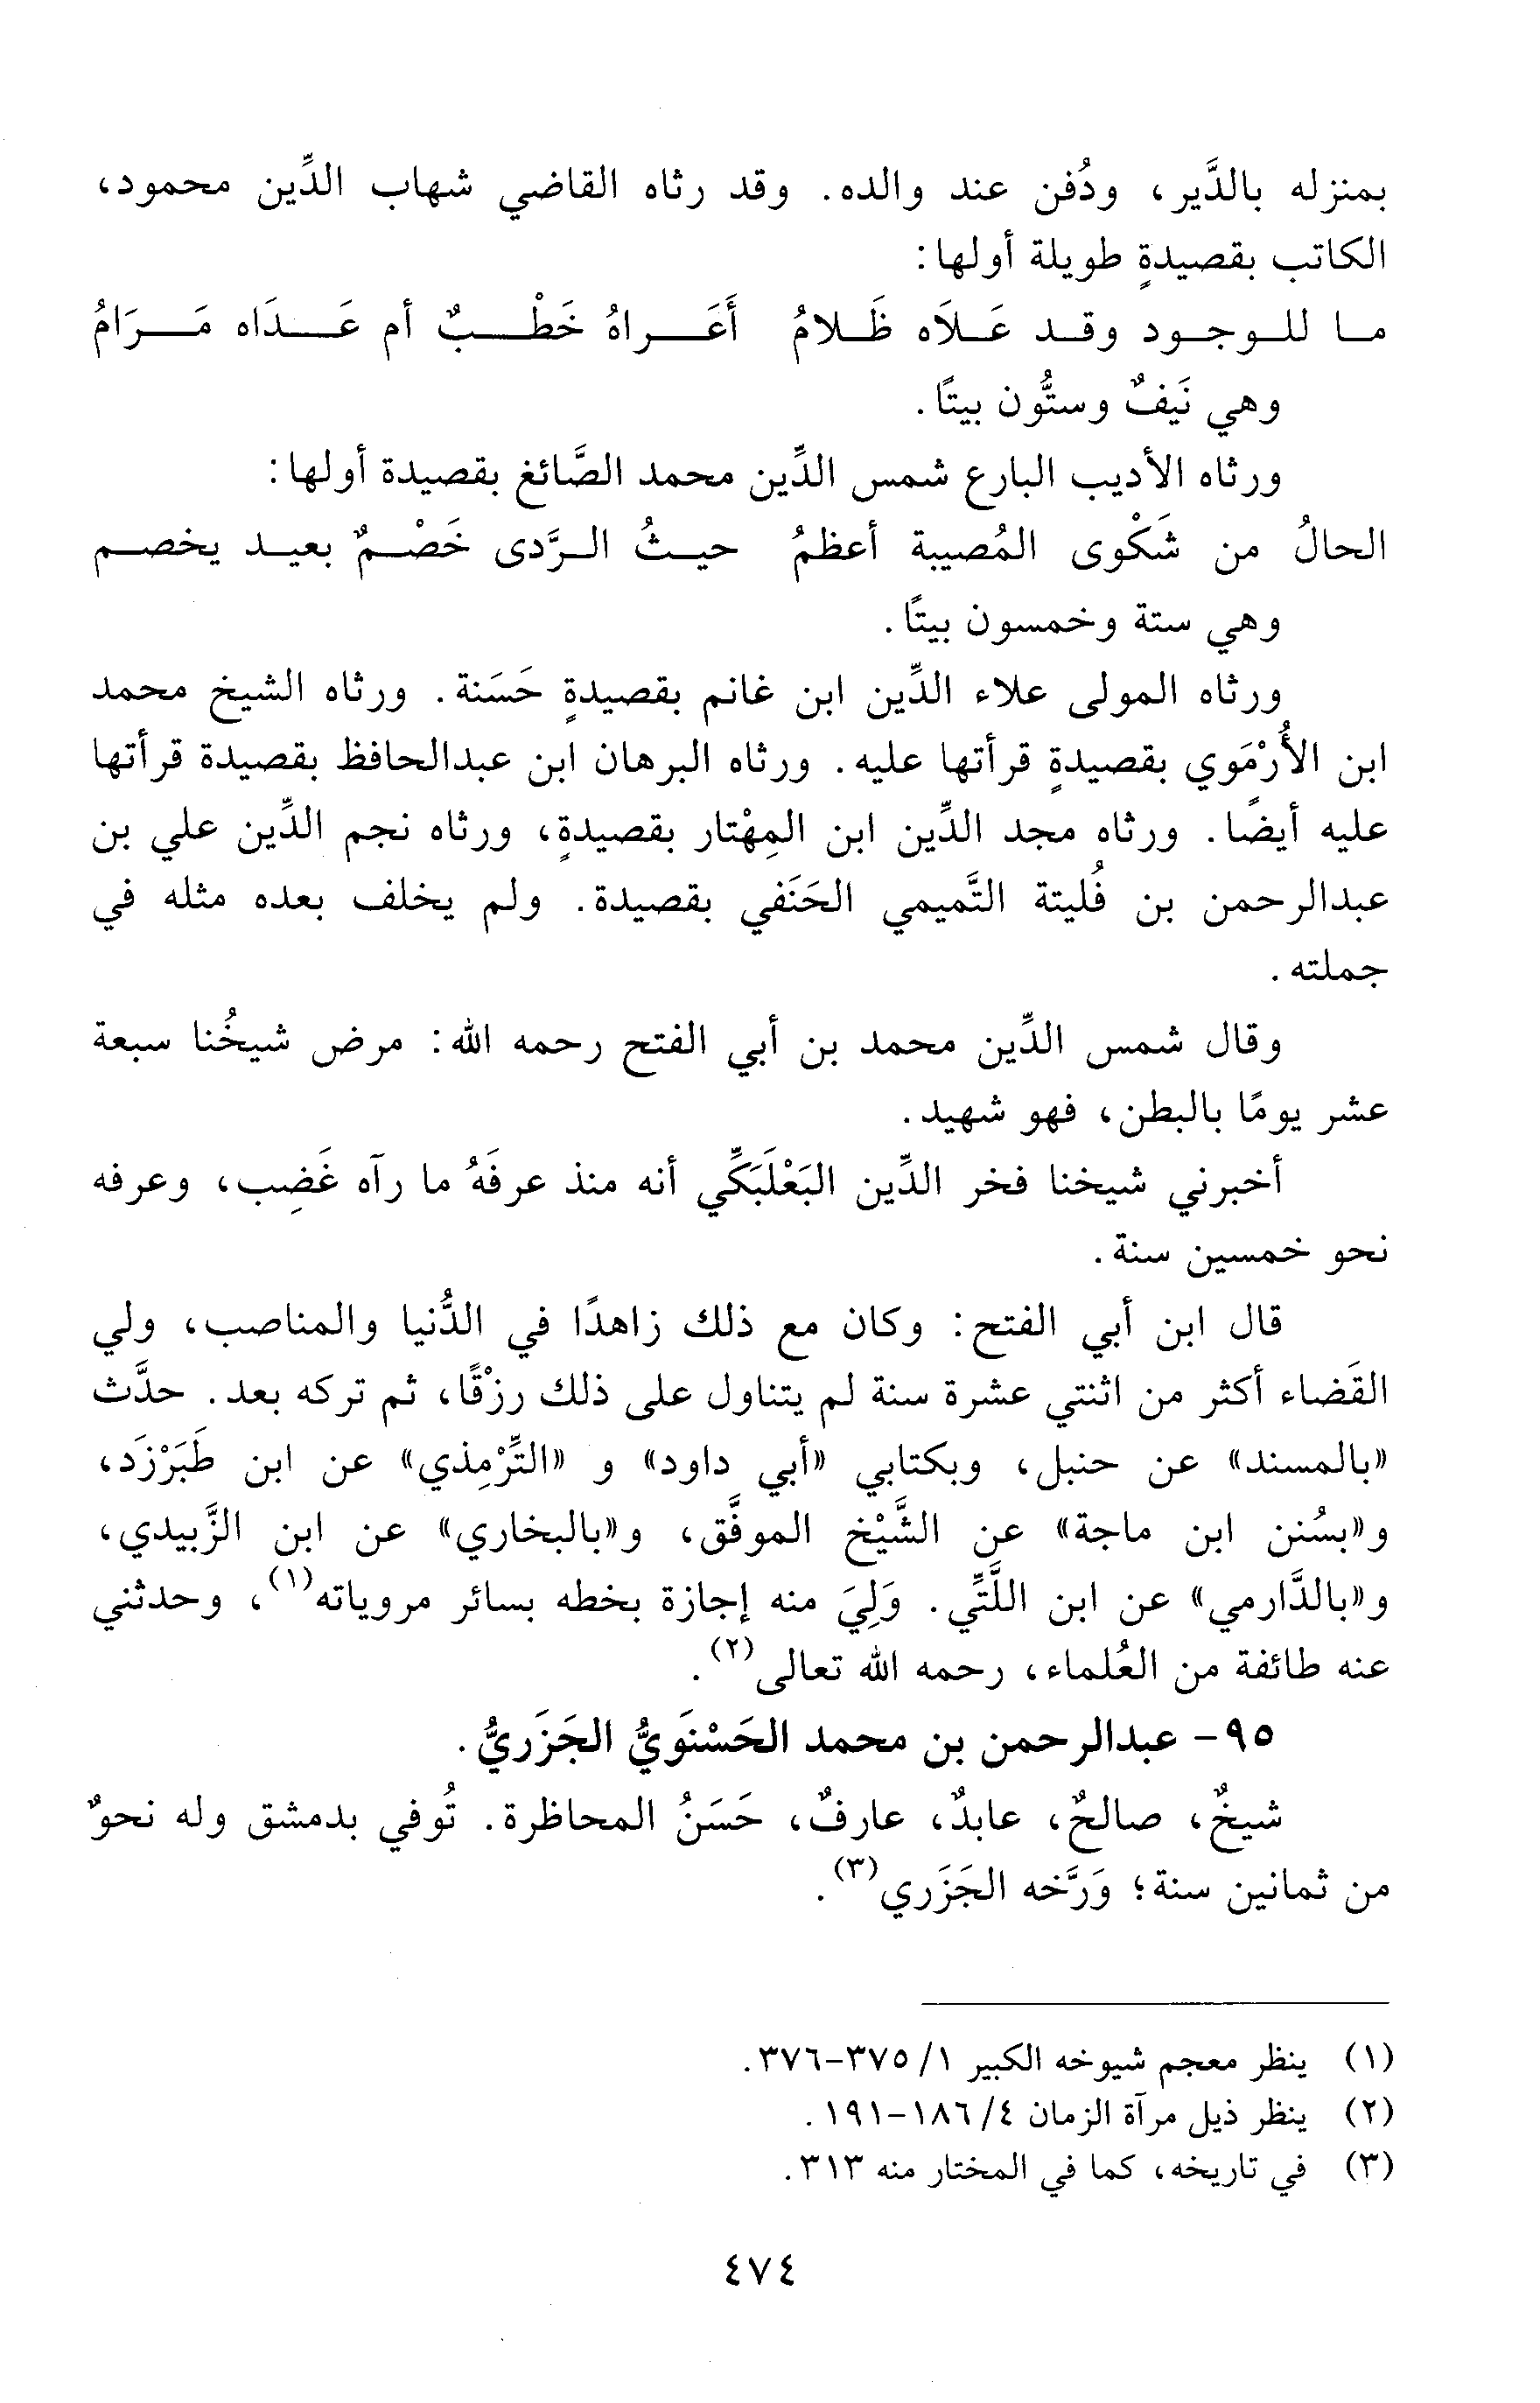 بمنزله بالدَّير، ودُفن عند والده. وقد رثاه القاضي شهاب الدِّين محمود،
الكاتب بقصيدةٍ طويلة أولها:
ما للوجود وقد عَلاَه ظَلامُ أَعَراهُ خَطْبٌ أم عَدَاه مَرَامُ
وهي نَيفٌ وستُّون بيتًا.
ورثاه الأديب البارع شمس الدِّين محمد الصَّائغ بقصيدة أولها:
الحالُ من شَكْوى المُصيبة أعظمُ حيثُ الرَّدى خَصْمٌ بعيد يخصم
وهي ستة وخمسون بيتًا.
ورثاه المولى علاء الدِّين ابن غانم بقصيدةٍ حَسَنة. ورثاه الشيخ محمد
ابن الأُرْمَوي بقصيدةٍ قرأتها عليه. ورثاه البرهان ابن عبدالحافظ بقصيدة قرأتها
عليه أيضًا. ورثاه مجد الدِّين ابن المِهْتار بقصيدةٍ، ورثاه نجم الدِّين علي بن
عبدالرحمن بن فُليتة التَّميمي الحَنَفي بقصيدة. ولم يخلف بعده مثله في
جملته.
وقال شمس الدِّين محمد بن أبي الفتح رحمه الله: مرض شيخُنا سبعة
عشر يومًا بالبطن، فهو شهيد.
أخبرني شيخنا فخر الدِّين البَعْلَبَكِّي أنه منذ عرفَهُ ما رآه غَضِب، وعرفه
نحو خمسين سنة.
قال ابن أبي الفتح: وكان مع ذلك زاهدًا في الدُّنيا والمناصب، ولي
القَضاء أكثر من اثنتي عشرة سنة لم يتناول على ذلك رزْقًا، ثم تركه بعد. حدَّث
«بالمسند» عن حنبل، وبكتابي «أبي داود» و «التِّرْمِذي» عن ابن طَبَرْزَد،
و«بسُنن ابن ماجة» عن الشَّيْخ الموفَّق، و«بالبخاري» عن ابن الزَّبيدي،
و«بالدَّارمي» عن ابن اللَّتِّي. وَلِيَ منه إجازة بخطه بسائر مروياته(١)، وحدثني
عنه طائفة من العُلماء، رحمه الله تعالى(٢).
٩٥- عبدالرحمن بن محمد الحَسْنَويُّ الجَزَريُّ.
شيخٌ، صالحٌ، عابدٌ، عارفٌ، حَسَنُ المحاظرة. تُوفي بدمشق وله نحوٌ
من ثمانين سنة؛ وَرَّخه الجَزَري(٣).
(١) ينظر معجم شيوخه الكبير ١/ ٣٧٥-٣٧٦.
(٢) ينظر ذيل مرآة الزمان ٤/ ١٨٦-١٩١.
(٣) في تاريخه، كما في المختار منه ٣١٣.
٤٧٤